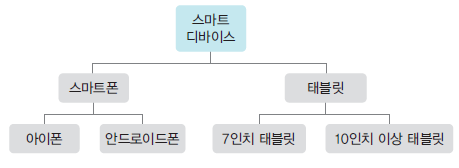 스마트
디바이스
스마트폰
태블릿
아이폰
안드로이드폰
7인치 태블릿
10인치 이상 태블릿